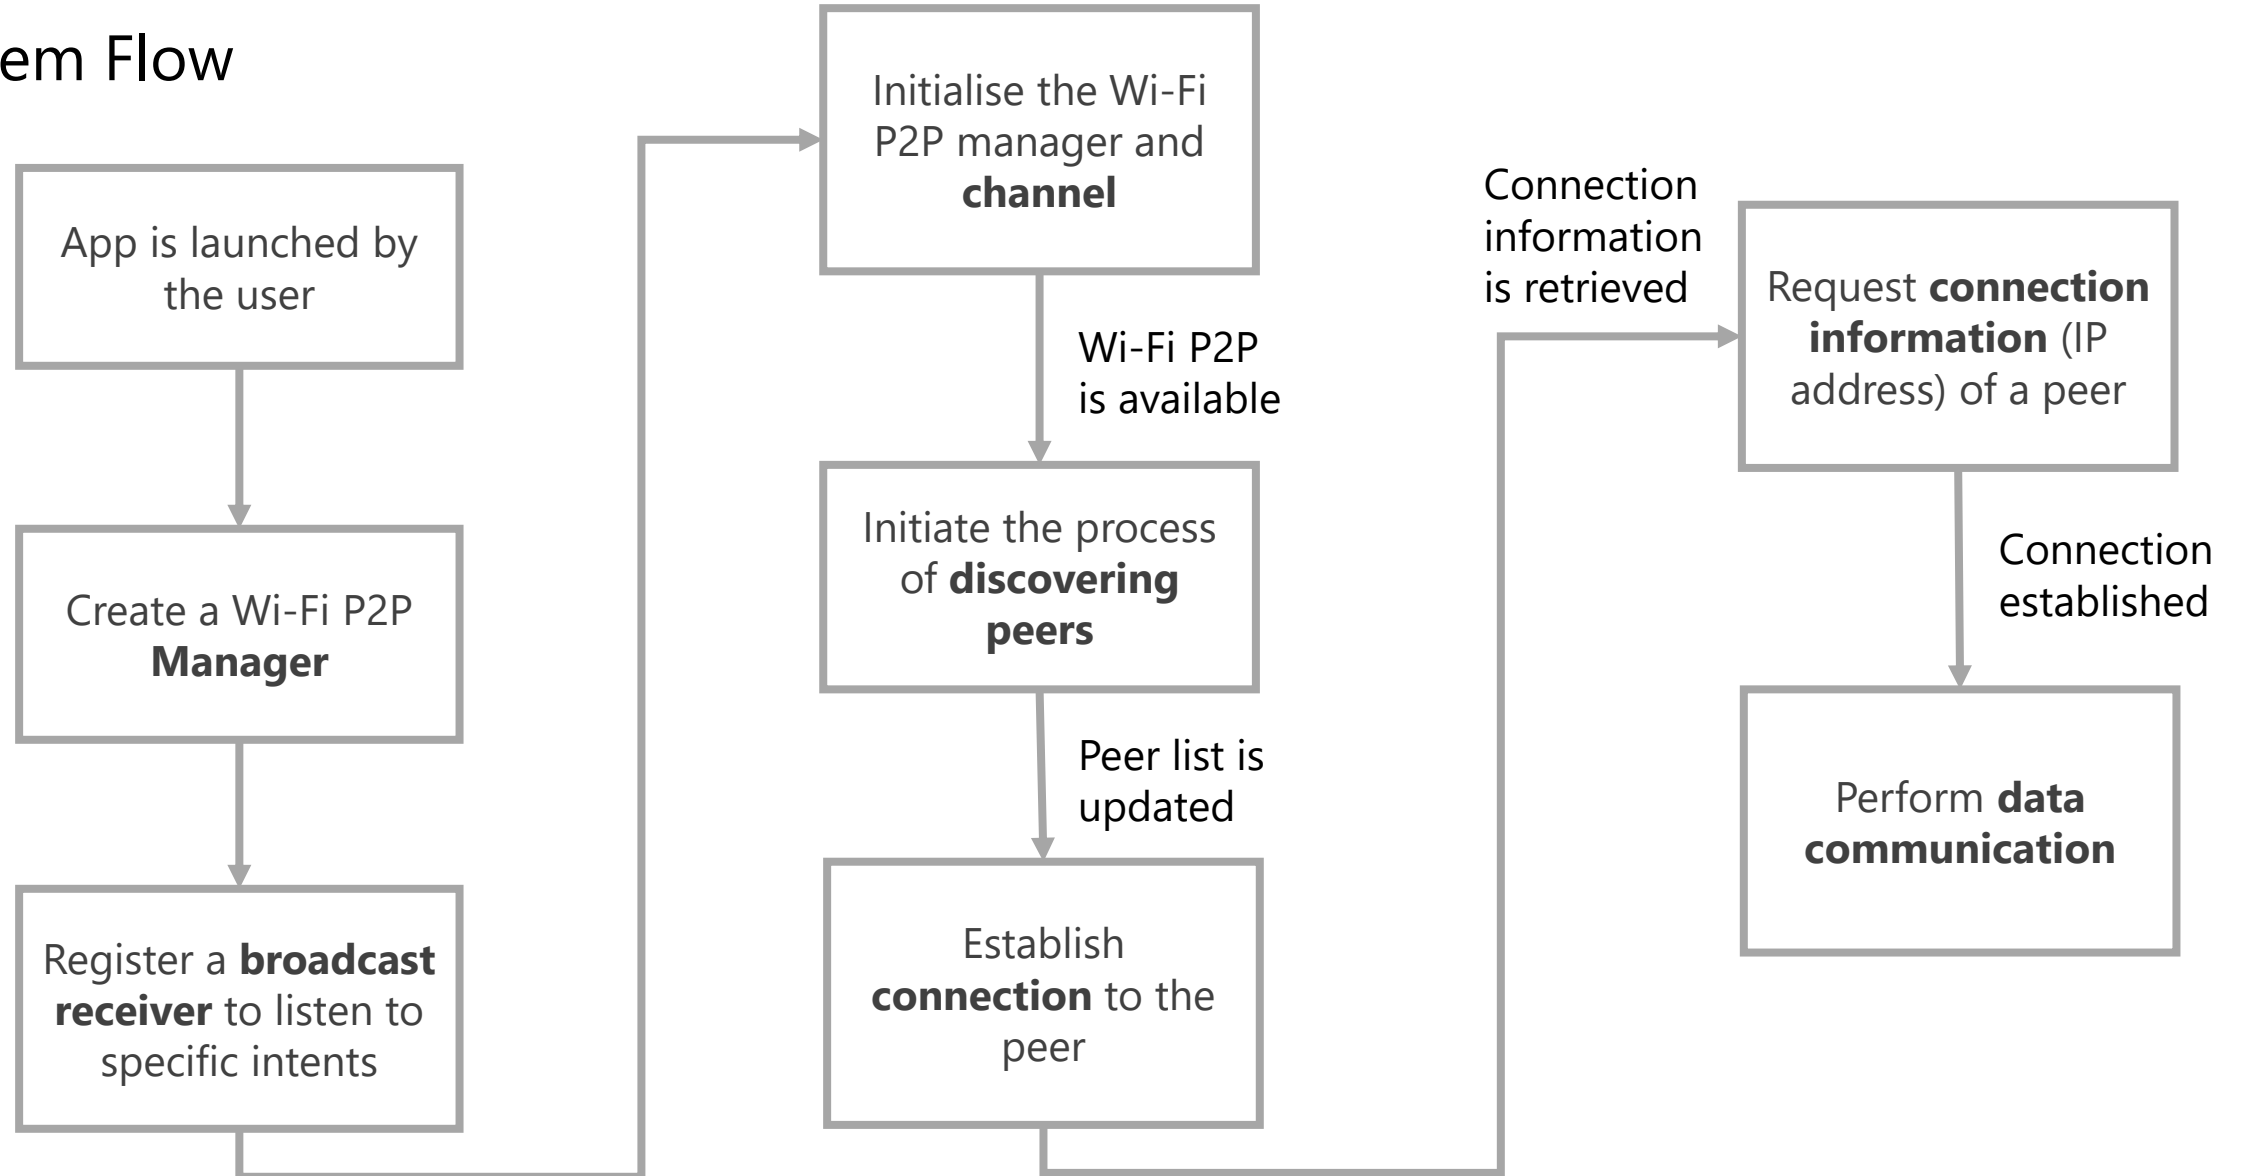 em Flow
App is launched by
the user
Create a Wi-Fi P2P
Manager
Register a broadcast
receiver to listen to
specific intents
Initialise the Wi-Fi
P2P manager and
channel
Wi-Fi P2P
is available
Initiate the process
of discovering
peers
Peer list is
updated
Establish
connection to the
peer
Connection
information
is retrieved
Request connection
information (IP
address) of a peer
Connection
established
Perform data
communication